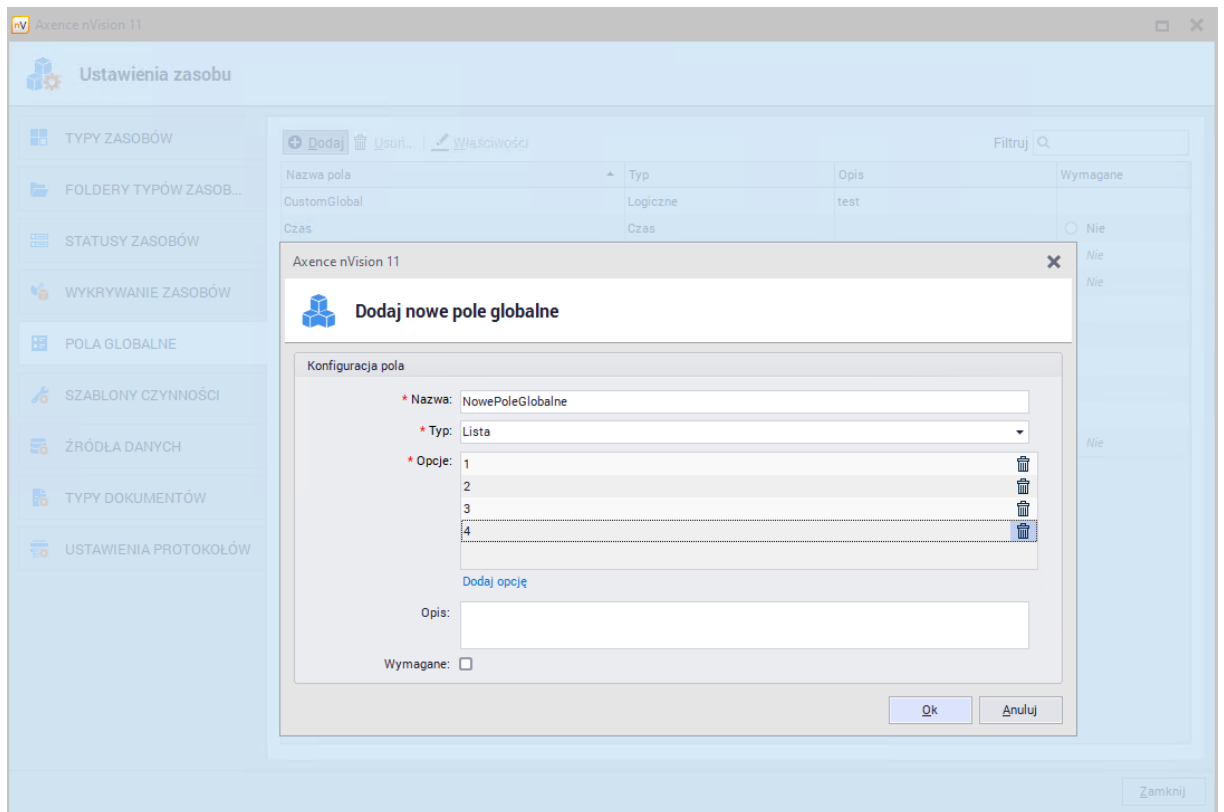 nV Axence nVision 11
Ustawienia zasobu
TYPY ZASOBÓW
FOLDERY TYPÓW ZASOB...
STATUSY ZASOBÓW
WYKRYWANIE ZASOBÓW
POLA GLOBALNE
SZABLONY CZYNNOŚCI
ŹRÓDŁA DANYCH
TYPY DOKUMENTÓW
USTAWIENIA PROTOKOŁÓW
Dodaj Usuń... | Właściwości Filtruj
Nazwa pola Typ Opis Wymagane
CustomGlobal Logiczne test
Czas Czas Nie
Nie
Nie
Nie
Axence nVision 11
Dodaj nowe pole globalne
Konfiguracja pola
* Nazwa: NowePoleGlobalne
* Typ: Lista
* Opcje: 1
2
3
4
Dodaj opcję
Opis:
Wymagane:
Ok Anuluj
Zamknij